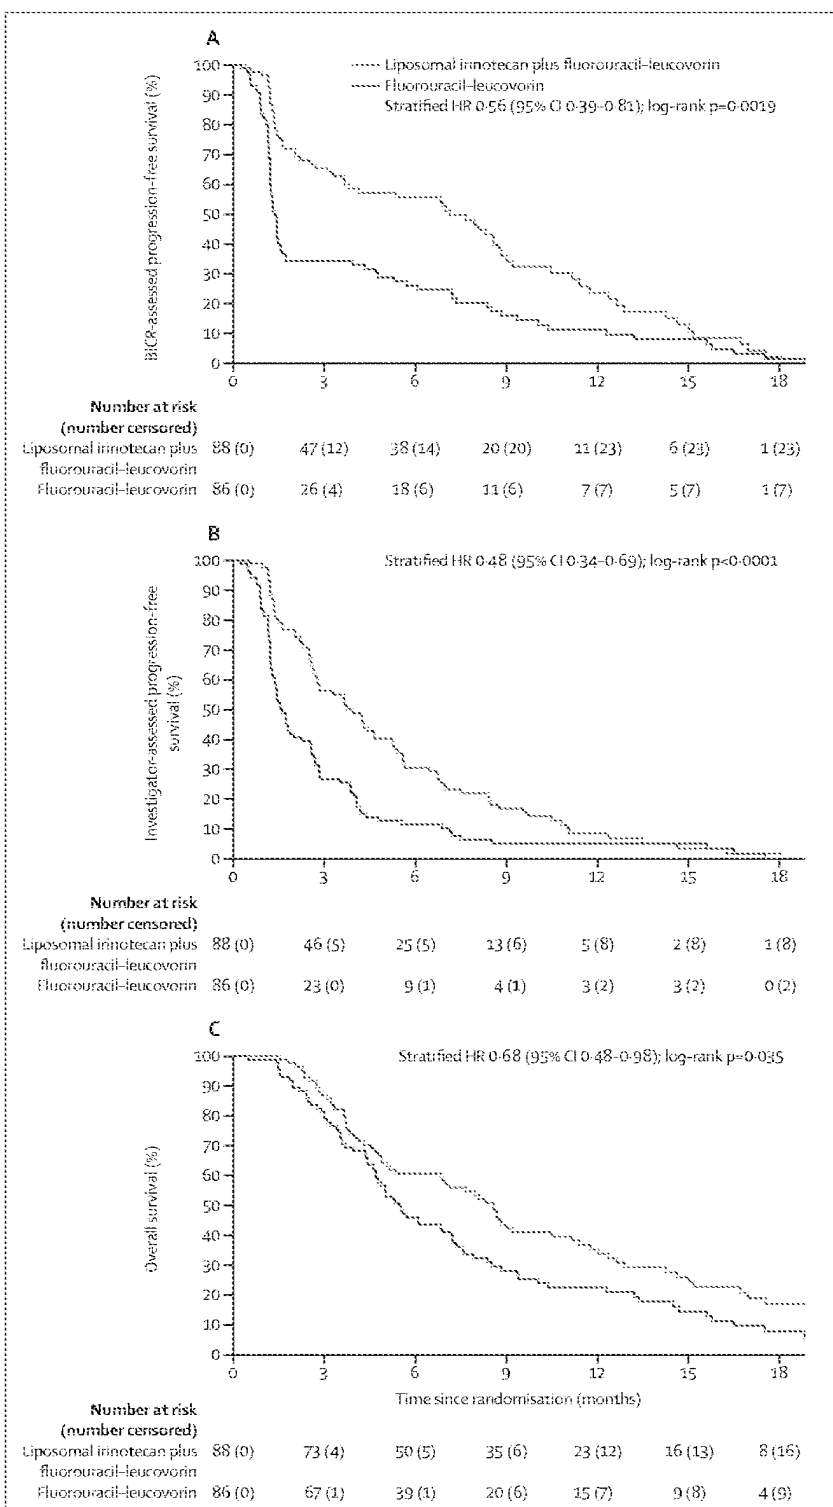 A
BICR-assessed progression-free survival (%)
100
90
80
70
60
50
40
30
20
10
0
Liposomal irinotecan plus fluorouracil–leucovorin
Fluorouracil–leucovorin
Stratified HR 0·56 (95% CI 0·39–0·81); log-rank p=0·0019
0 3 6 9 12 15 18
Number at risk
(number censored)
Liposomal irinotecan plus 88 (0) 47 (12) 38 (14) 20 (20) 11 (23) 6 (23) 1 (23)
fluorouracil–leucovorin
Fluorouracil–leucovorin 86 (0) 26 (4) 18 (6) 11 (6) 7 (7) 5 (7) 1 (7)
B
Investigator-assessed progression-free
survival (%)
100
90
80
70
60
50
40
30
20
10
0
Stratified HR 0·48 (95% CI 0·34–0·69); log-rank p<0·0001
0 3 6 9 12 15 18
Number at risk
(number censored)
Liposomal irinotecan plus 88 (0) 46 (5) 25 (5) 13 (6) 5 (8) 2 (8) 1 (8)
fluorouracil–leucovorin
Fluorouracil–leucovorin 86 (0) 23 (0) 9 (1) 4 (1) 3 (2) 3 (2) 0 (2)
C
Overall survival (%)
100
90
80
70
60
50
40
30
20
10
0
Stratified HR 0·68 (95% CI 0·48–0·98); log-rank p=0·035
0 3 6 9 12 15 18
Time since randomisation (months)
Number at risk
(number censored)
Liposomal irinotecan plus 88 (0) 73 (4) 50 (5) 35 (6) 23 (12) 16 (13) 8 (16)
fluorouracil–leucovorin
Fluorouracil–leucovorin 86 (0) 67 (1) 39 (1) 20 (6) 15 (7) 9 (8) 4 (9)